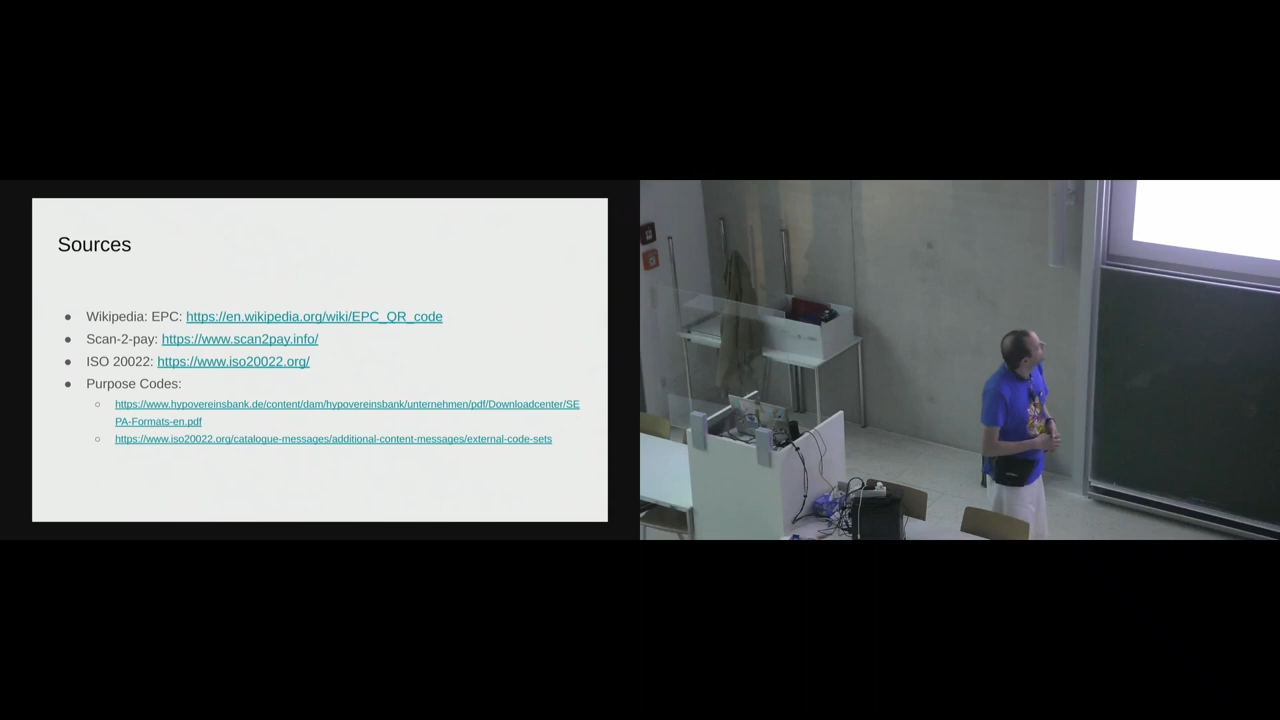 Sources
● Wikipedia: EPC: https://en.wikipedia.org/wiki/EPC_QR_code
● Scan-2-pay: https://www.scan2pay.info/
● ISO 20022: https://www.iso20022.org/
● Purpose Codes:
○ https://www.hypovereinsbank.de/content/dam/hypovereinsbank/unternehmen/pdf/Downloadcenter/SE
PA-Formats-en.pdf
○ https://www.iso20022.org/catalogue-messages/additional-content-messages/external-code-sets